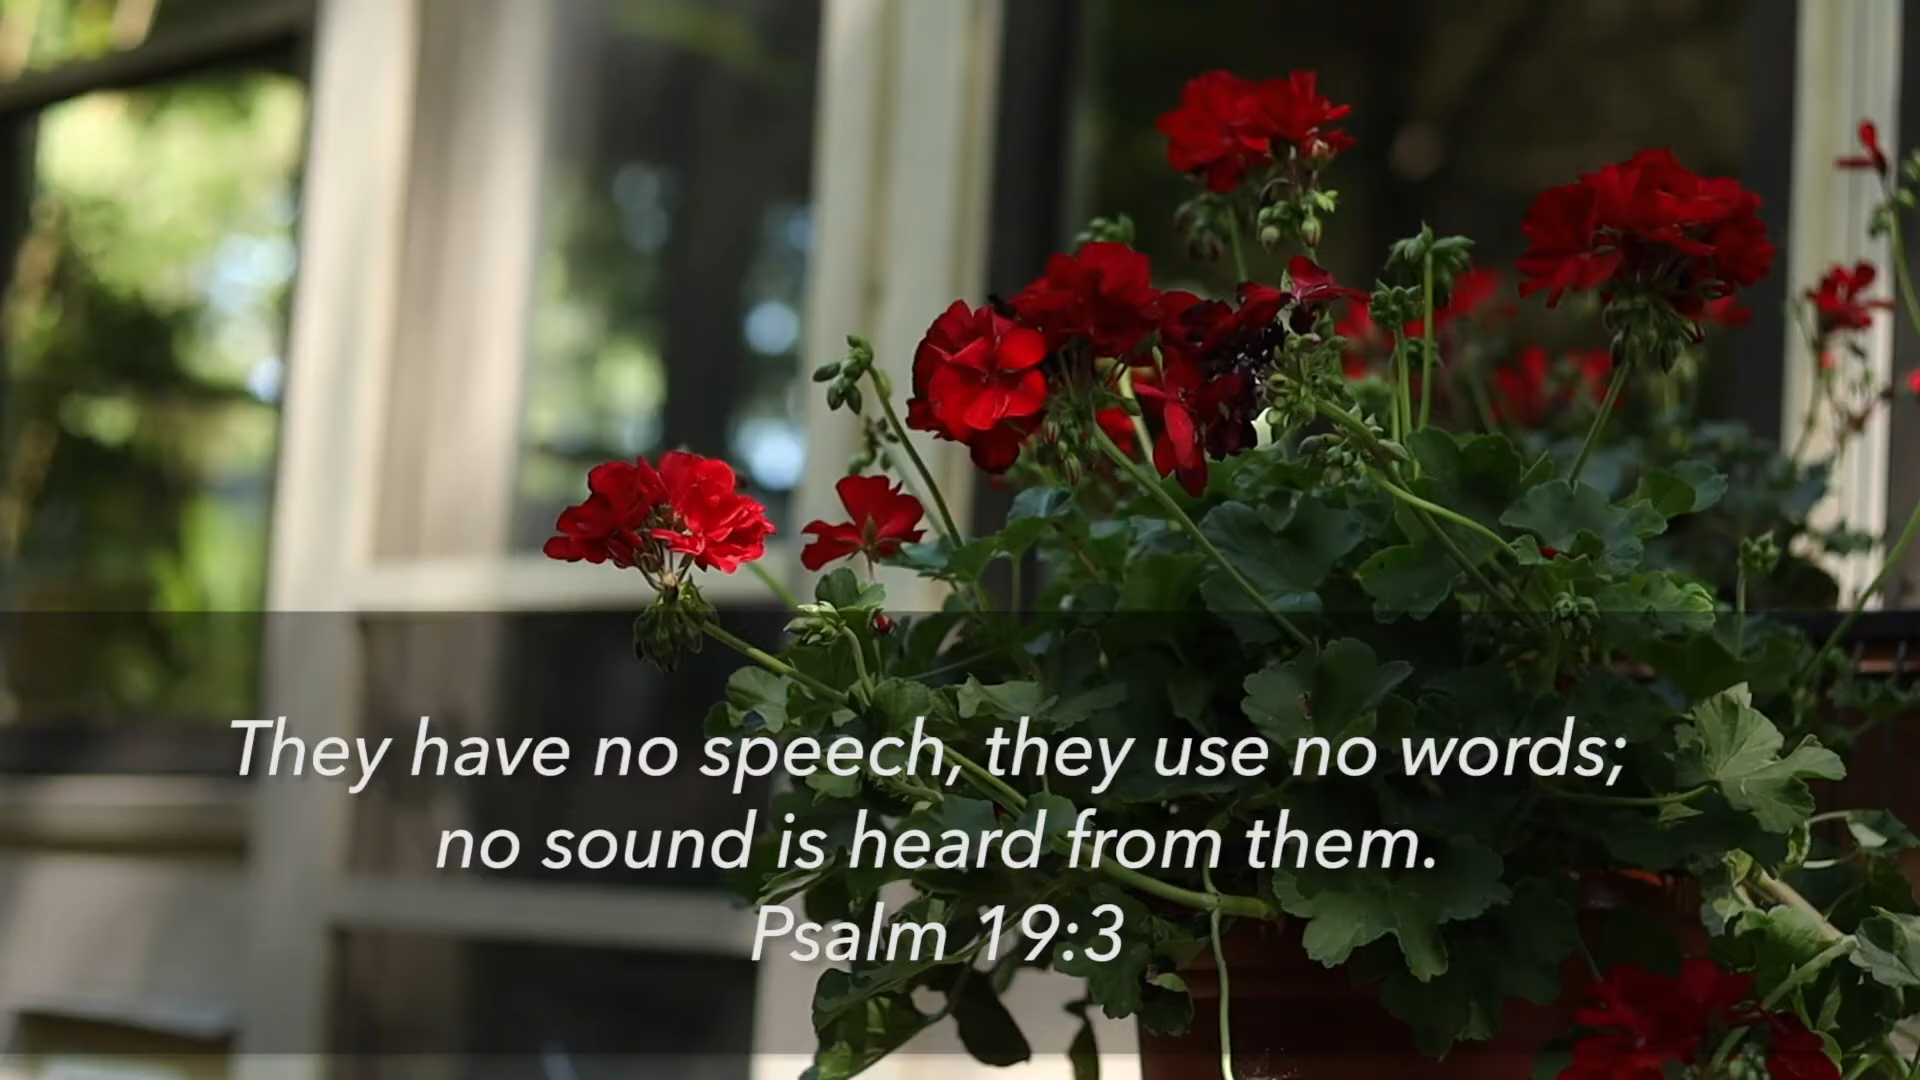 They have no speech, they use no words;
no sound is heard from them.
Psalm 19:3